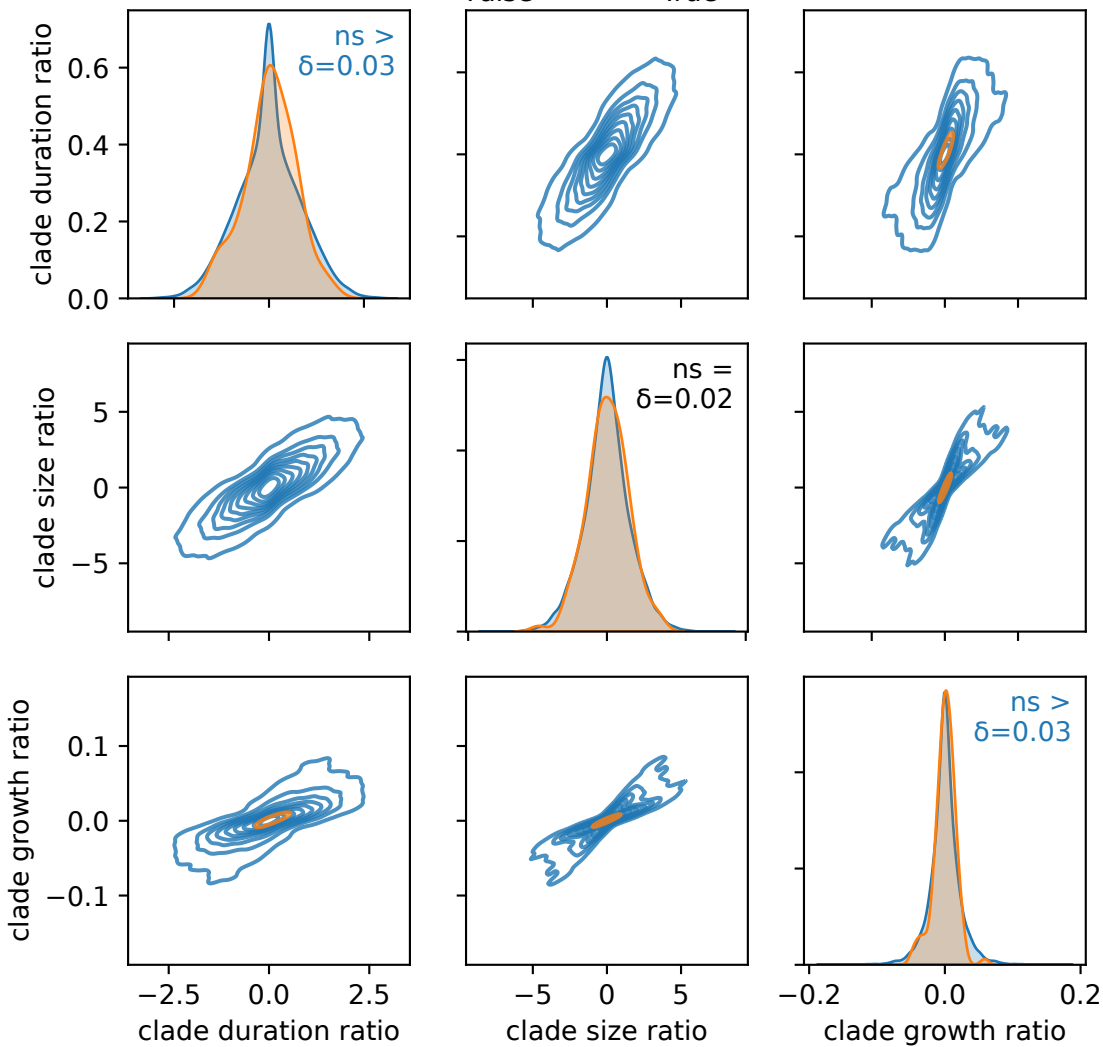 clade duration ratio
0.6
0.4
0.2
0.0
ns >
δ=0.03
clade size ratio
5
0
−5
ns =
δ=0.02
clade growth ratio
0.1
0.0
−0.1
ns >
δ=0.03
−2.5 0.0 2.5
−5 0 5
−0.2 0.0 0.2
clade duration ratio
clade size ratio
clade growth ratio